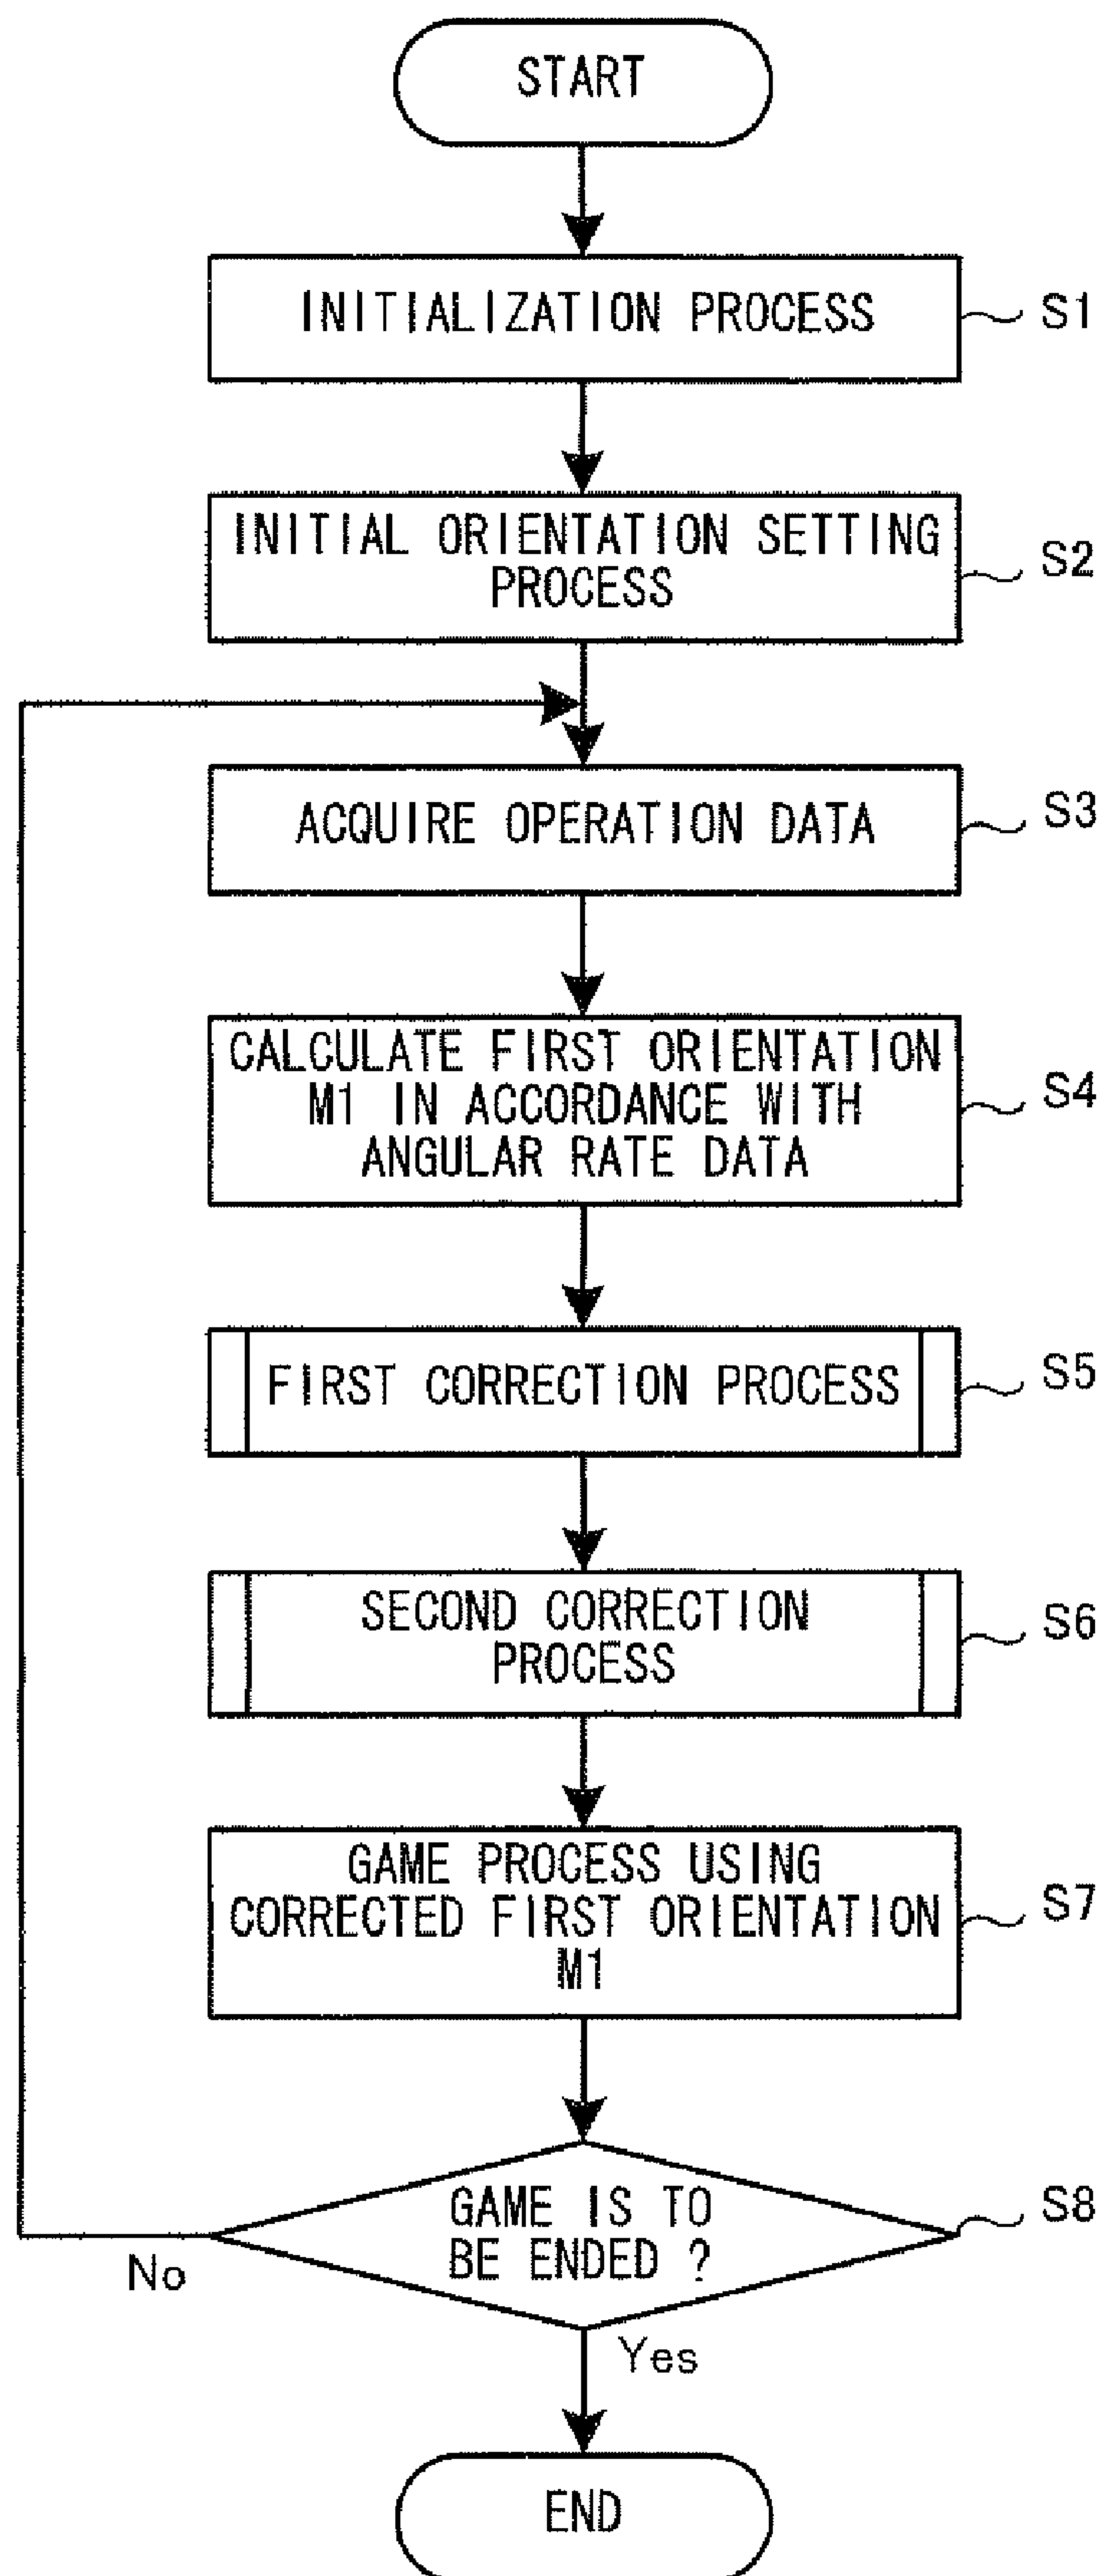 START
INITIALIZATION PROCESS
S1
INITIAL ORIENTATION SETTING
PROCESS
S2
ACQUIRE OPERATION DATA
S3
CALCULATE FIRST ORIENTATION
M1 IN ACCORDANCE WITH
ANGULAR RATE DATA
S4
FIRST CORRECTION PROCESS
S5
SECOND CORRECTION
PROCESS
S6
GAME PROCESS USING
CORRECTED FIRST ORIENTATION
M1
S7
GAME IS TO
BE ENDED ?
S8
No
Yes
END